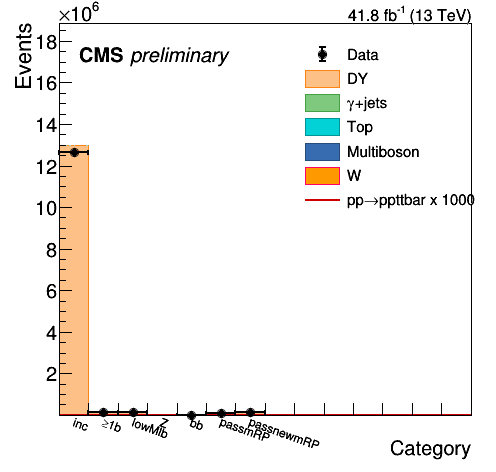 ×10⁶
41.8 fb⁻¹ (13 TeV)
Events
CMS preliminary
Data
DY
γ+jets
Top
Multiboson
W
pp→ppttbar x 1000
18
16
14
12
10
8
6
4
2
inc
≥1b
lowMib
Z
bb
passmRP
passnewmRP
Category